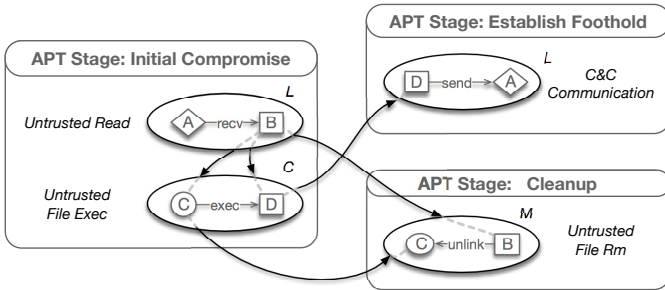 APT Stage: Initial Compromise
L
Untrusted Read
A recv B
C
Untrusted
File Exec
C exec D
APT Stage: Establish Foothold
L
D send A
C&C
Communication
APT Stage: Cleanup
M
C unlink B
Untrusted
File Rm